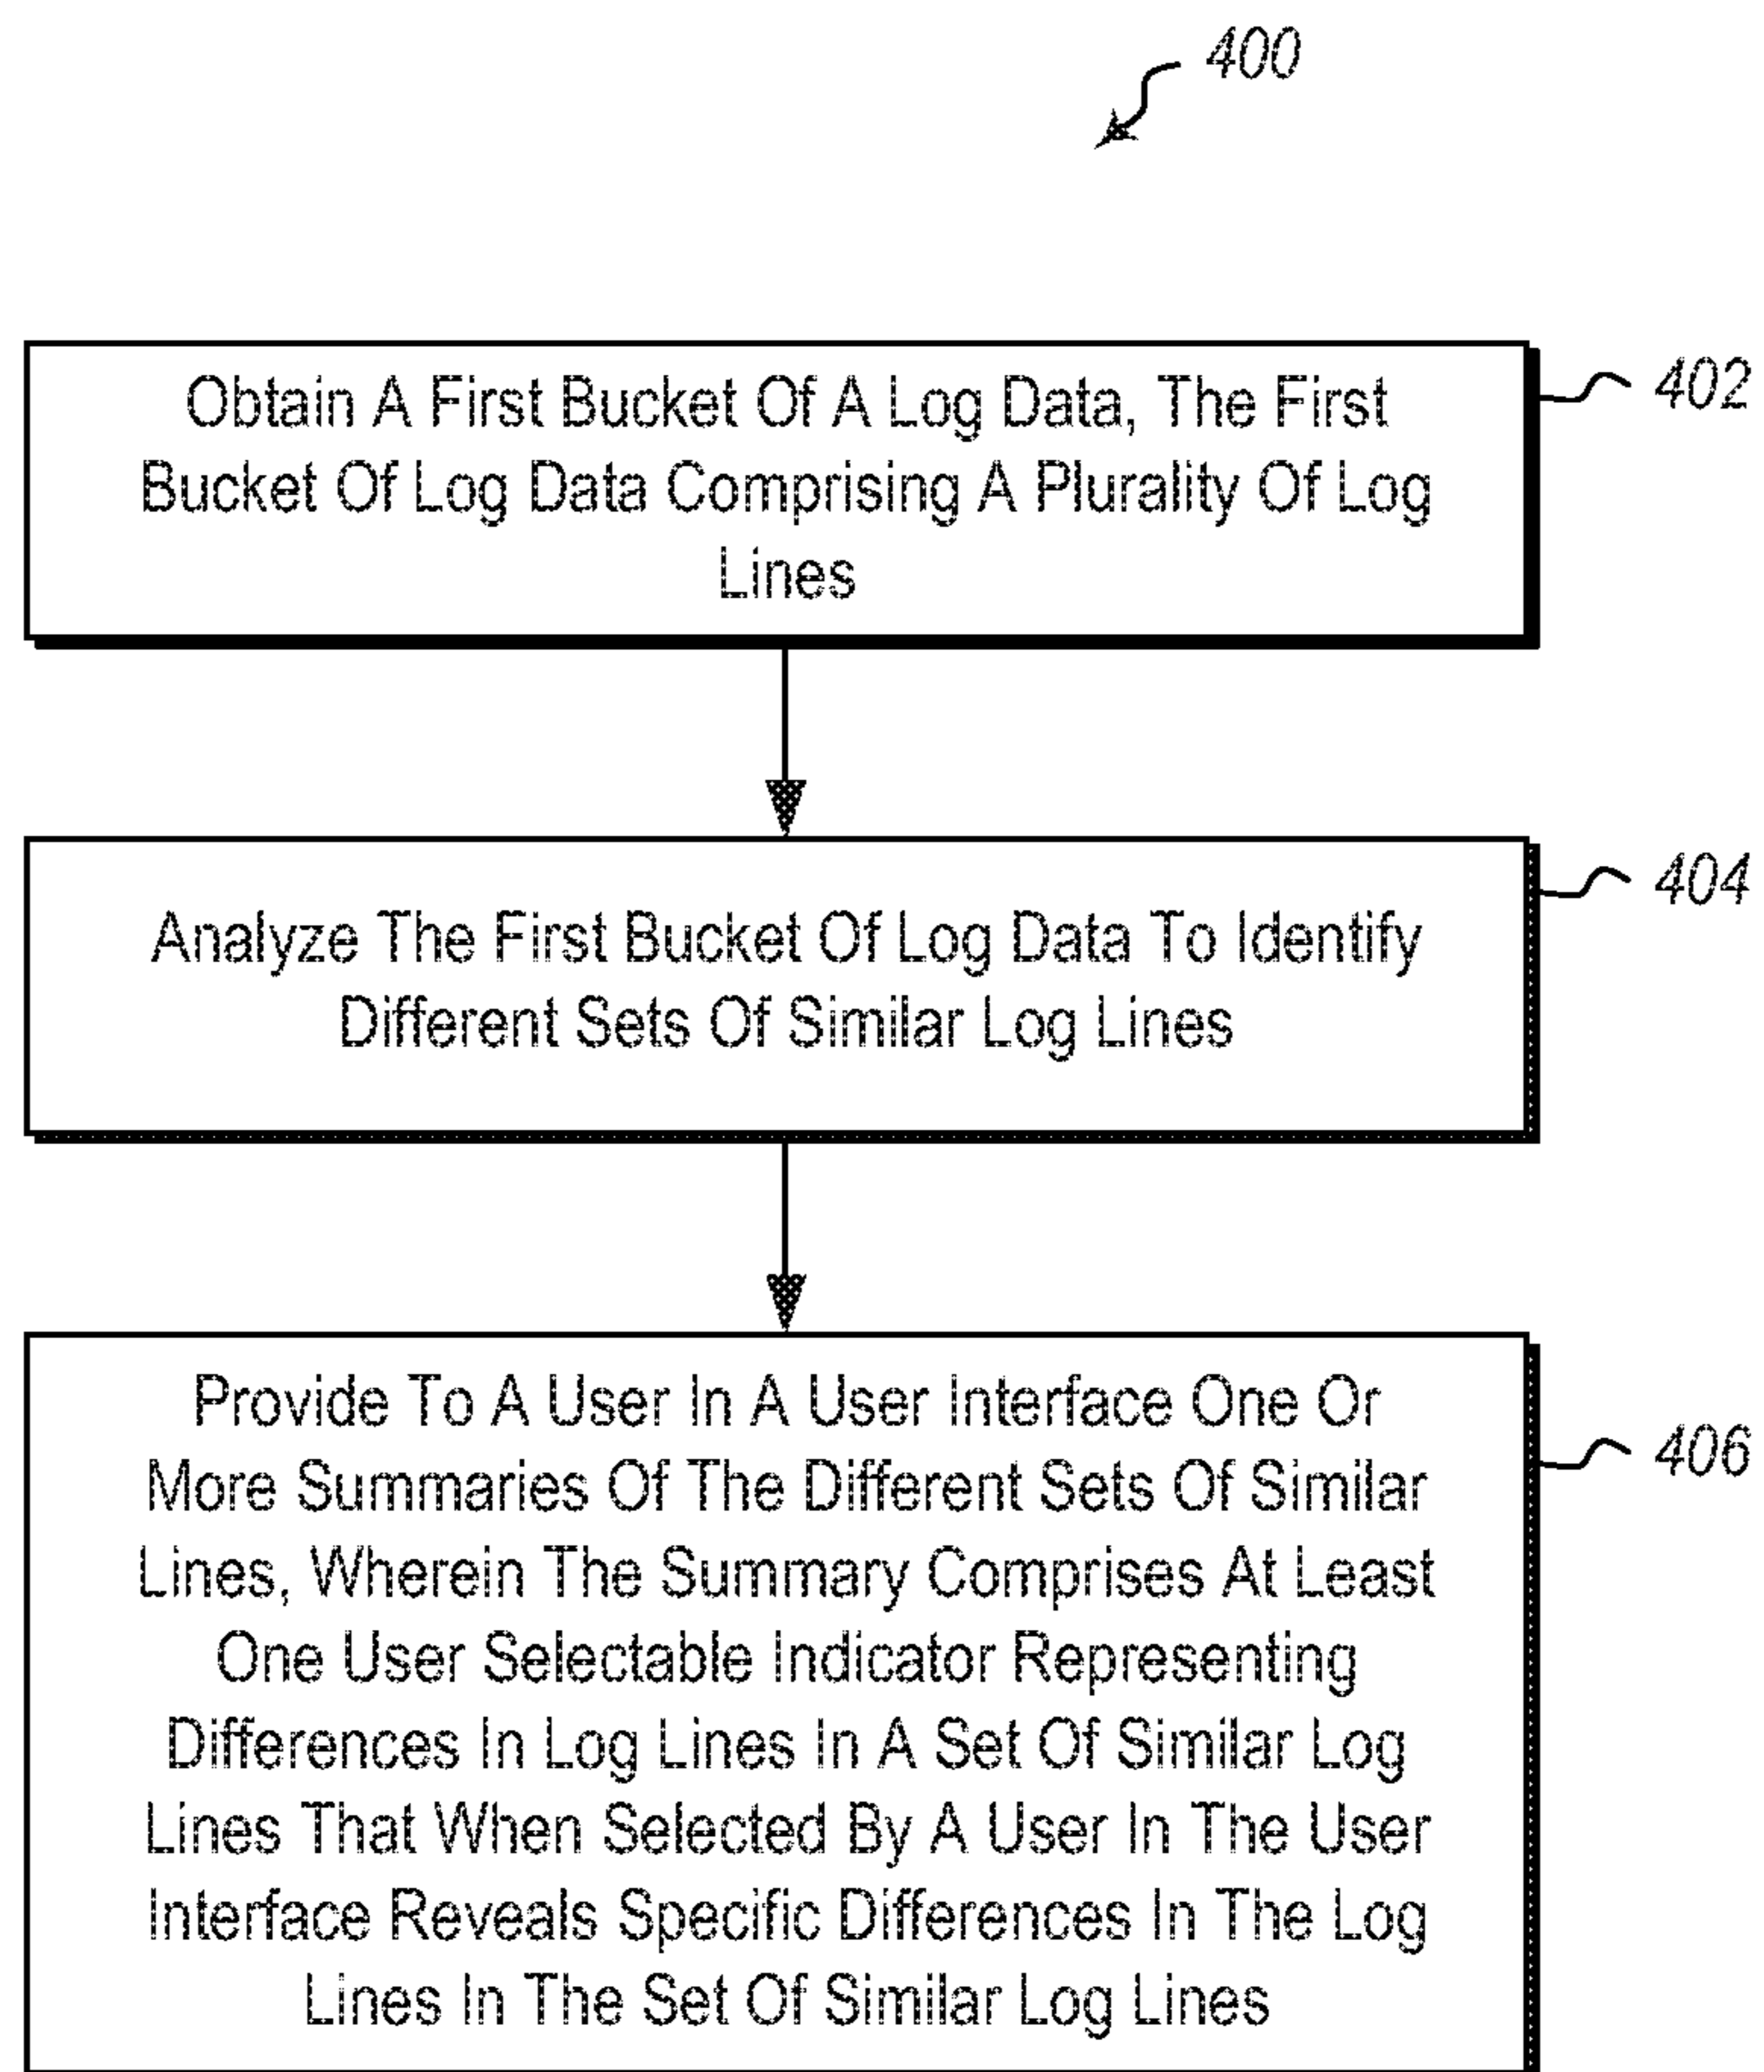 400
Obtain A First Bucket Of A Log Data, The First
Bucket Of Log Data Comprising A Plurality Of Log
Lines
402
Analyze The First Bucket Of Log Data To Identify
Different Sets Of Similar Log Lines
404
Provide To A User In A User Interface One Or
More Summaries Of The Different Sets Of Similar
Lines, Wherein The Summary Comprises At Least
One User Selectable Indicator Representing
Differences In Log Lines In A Set Of Similar Log
Lines That When Selected By A User In The User
Interface Reveals Specific Differences In The Log
Lines In The Set Of Similar Log Lines
406